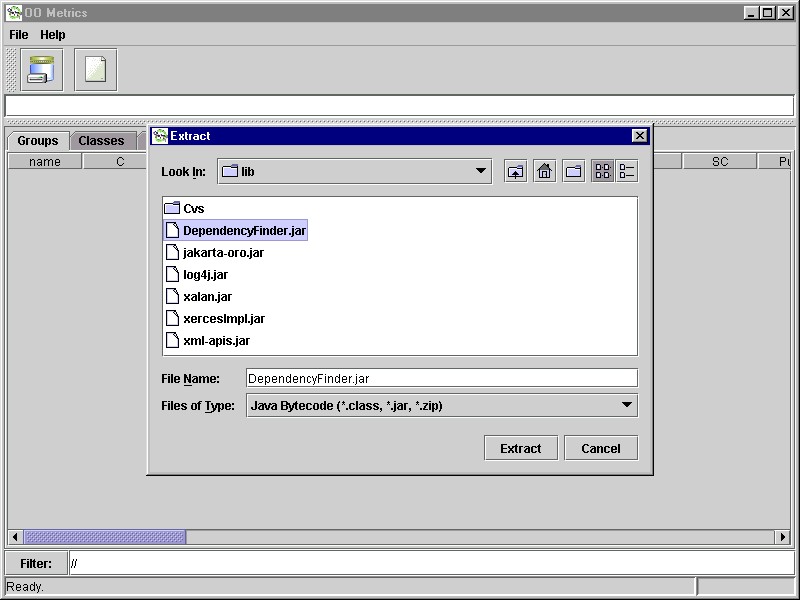 OO Metrics
File Help
Groups Classes
name C SC Pu
Extract
Look In: lib
Cvs
DependencyFinder.jar
jakarta-oro.jar
log4j.jar
xalan.jar
xercesImpl.jar
xml-apis.jar
File Name: DependencyFinder.jar
Files of Type: Java Bytecode (*.class, *.jar, *.zip)
Extract Cancel
Filter: //
Ready.